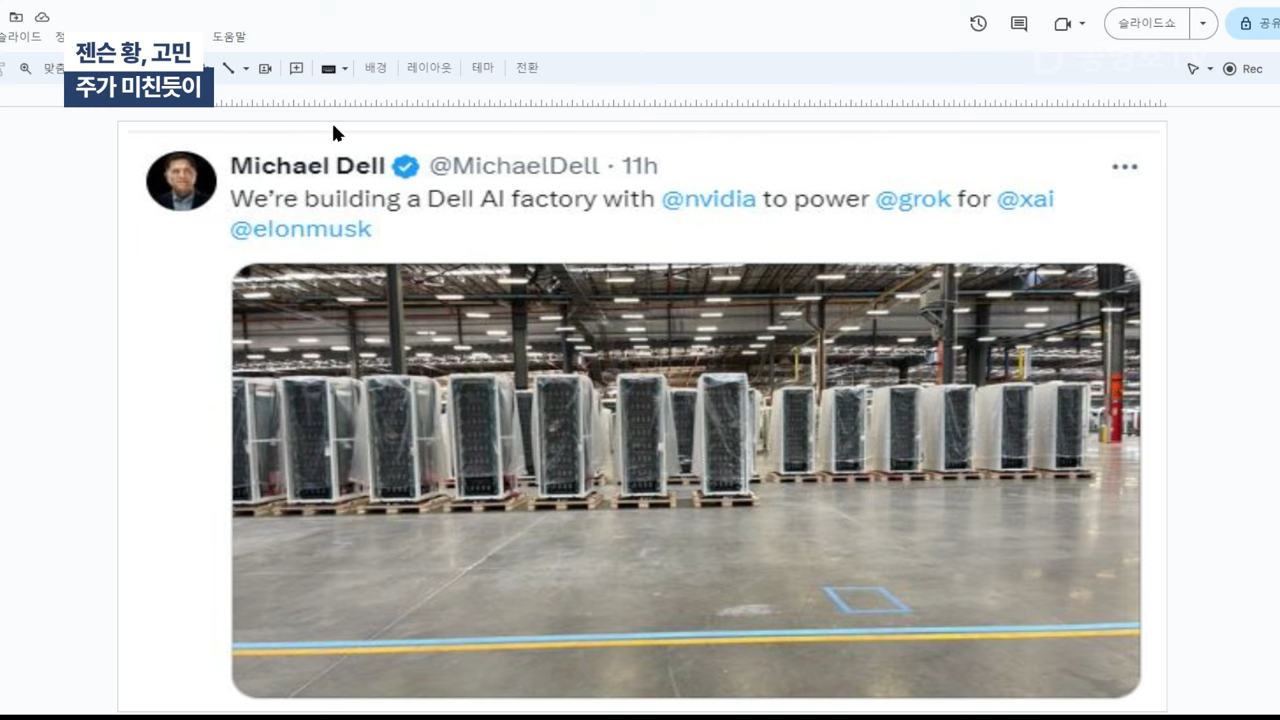 슬라이드
도움말
슬라이드쇼
공유
젠슨 황, 고민
주가 미친듯이
맞춤
배경
레이아웃
테마
전환
Rec
Michael Dell @MichaelDell · 11h
We're building a Dell AI factory with @nvidia to power @grok for @xai
@elonmusk